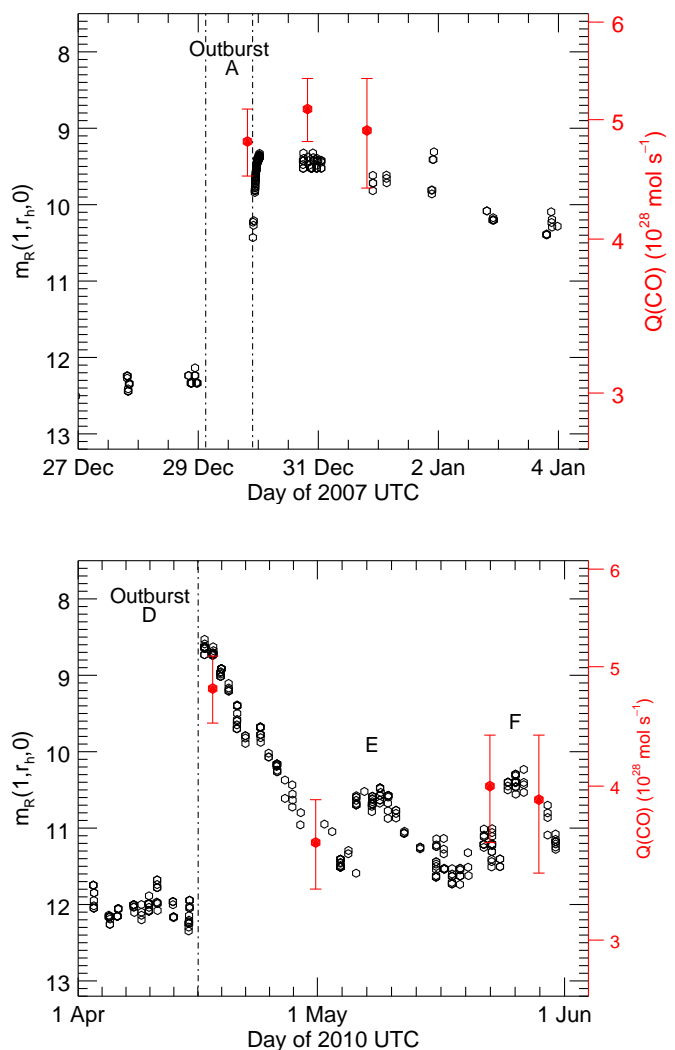 8
9
10
11
12
13
m_R(1,r_h,0)
Outburst
A
6
5
4
3
Q(CO) (10^28 mol s^-1)
27 Dec 29 Dec 31 Dec 2 Jan 4 Jan
Day of 2007 UTC
8
9
10
11
12
13
m_R(1,r_h,0)
Outburst
D
E
F
6
5
4
3
Q(CO) (10^28 mol s^-1)
1 Apr 1 May 1 Jun
Day of 2010 UTC